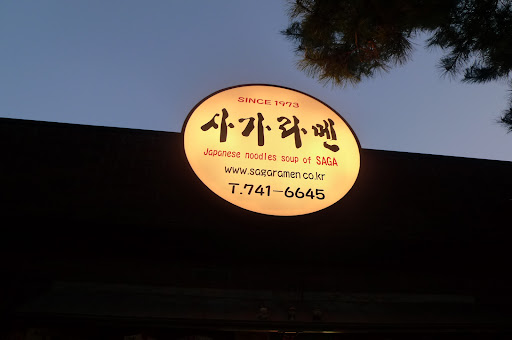 SINCE 1973
사가라멘
Japanese noodles soup of SAGA
www.sagaramen.co.kr
T.741-6645